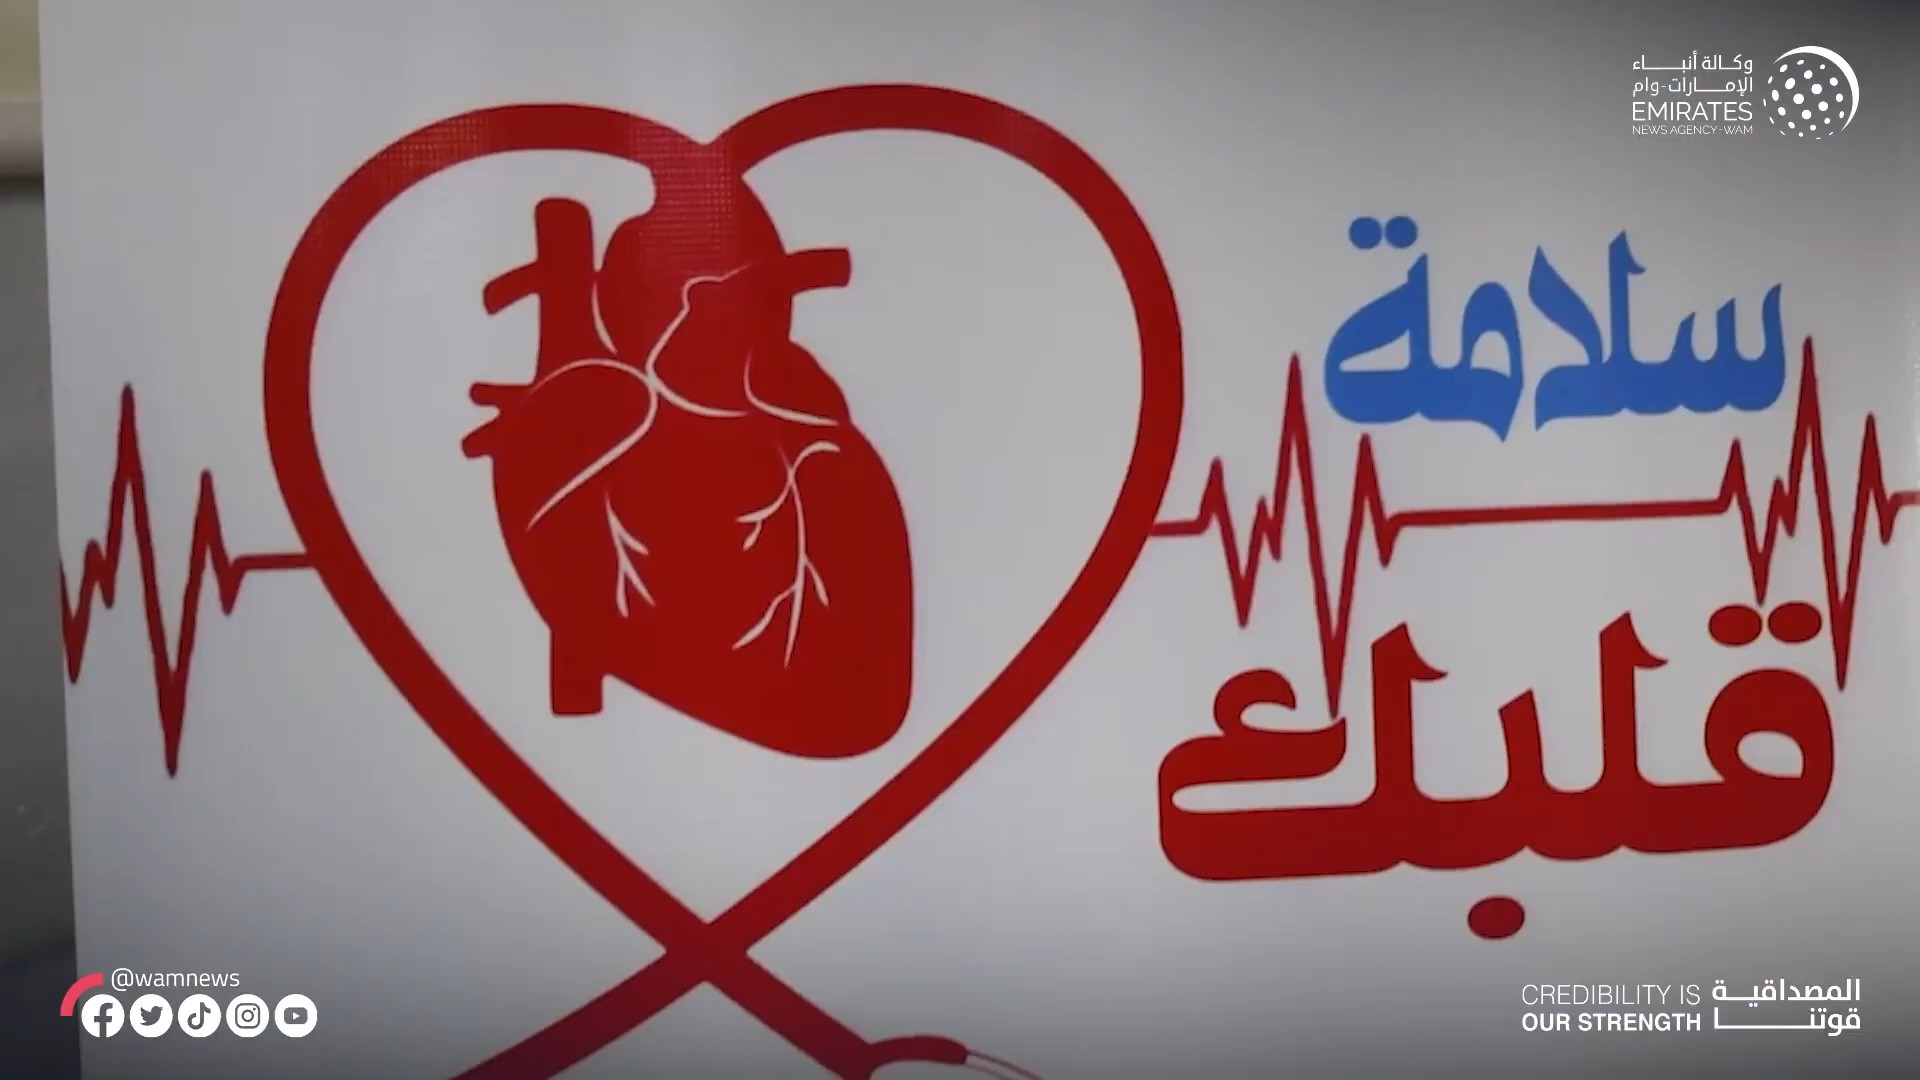 وكالة أنباء
الإمارات-وام
EMIRATES
NEWS AGENCY-WAM
سلامة
قلبك
@wamnews
CREDIBILITY IS
OUR STRENGTH
المصداقية
قوتنا